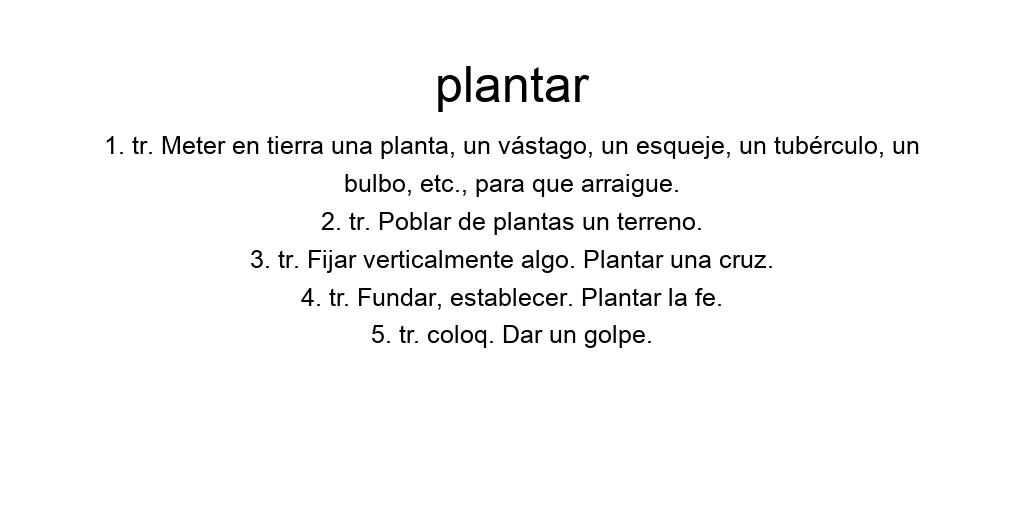 plantar
1. tr. Meter en tierra una planta, un vástago, un esqueje, un tubérculo, un
bulbo, etc., para que arraigue.
2. tr. Poblar de plantas un terreno.
3. tr. Fijar verticalmente algo. Plantar una cruz.
4. tr. Fundar, establecer. Plantar la fe.
5. tr. coloq. Dar un golpe.